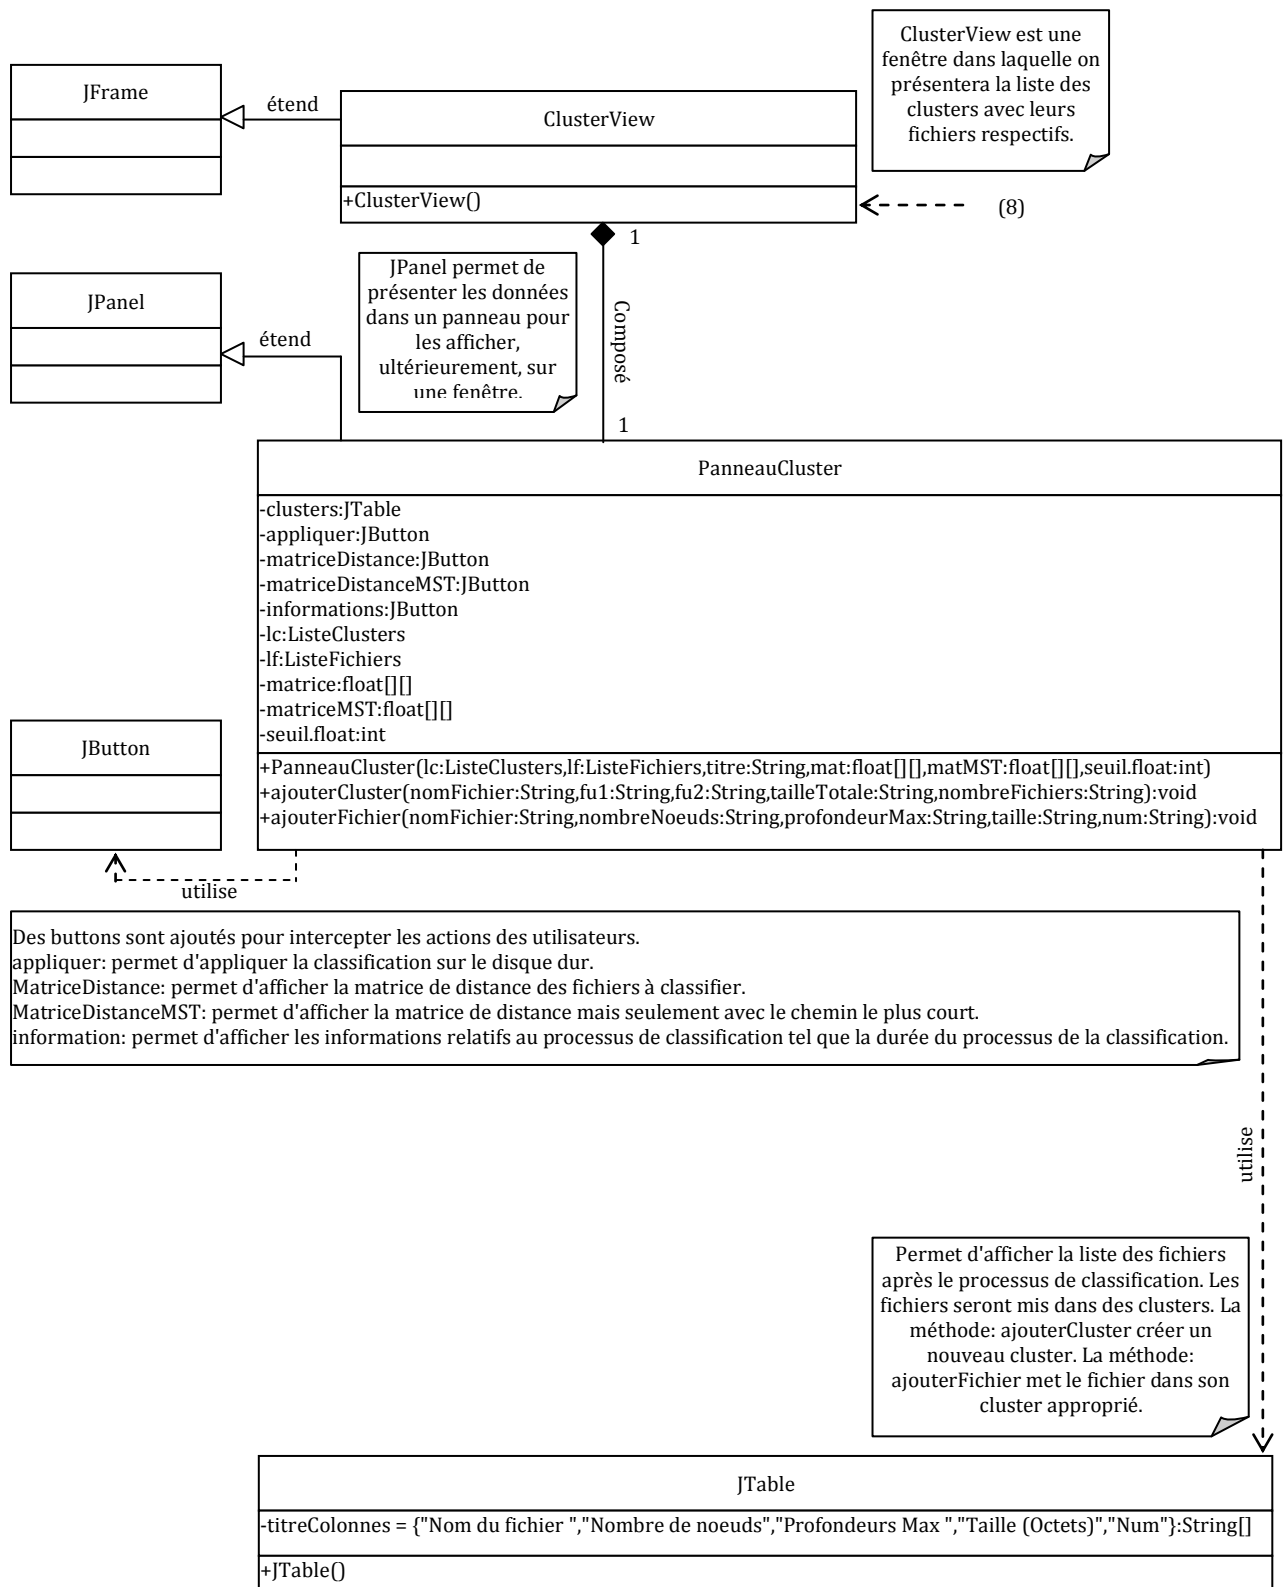 ClusterView est une
fenêtre dans laquelle on
présentera la liste des
clusters avec leurs
fichiers respectifs.
JFrame
étend
ClusterView
+ClusterView()
(8)
1
JPanel permet de
présenter les données
dans un panneau pour
les afficher,
ultérieurement, sur
une fenêtre.
JPanel
étend
Composé
1
PanneauCluster
-clusters:JTable
-appliquer:JButton
-matriceDistance:JButton
-matriceDistanceMST:JButton
-informations:JButton
-lc:ListeClusters
-lf:ListeFichiers
-matrice:float[][]
-matriceMST:float[][]
-seuil.float:int
JButton
+PanneauCluster(lc:ListeClusters,lf:ListeFichiers,titre:String,mat:float[][],matMST:float[][],seuil.float:int)
+ajouterCluster(nomFichier:String,fu1:String,fu2:String,tailleTotale:String,nombreFichiers:String):void
+ajouterFichier(nomFichier:String,nombreNoeuds:String,profondeurMax:String,taille:String,num:String):void
utilise
Des buttons sont ajoutés pour intercepter les actions des utilisateurs.
appliquer: permet d'appliquer la classification sur le disque dur.
MatriceDistance: permet d'afficher la matrice de distance des fichiers à classifier.
MatriceDistanceMST: permet d'afficher la matrice de distance mais seulement avec le chemin le plus court.
information: permet d'afficher les informations relatifs au processus de classification tel que la durée du processus de la classification.
utilise
Permet d'afficher la liste des fichiers
après le processus de classification. Les
fichiers seront mis dans des clusters. La
méthode: ajouterCluster créer un
nouveau cluster. La méthode:
ajouterFichier met le fichier dans son
cluster approprié.
JTable
-titreColonnes = {"Nom du fichier ","Nombre de noeuds","Profondeurs Max ","Taille (Octets)","Num"}:String[]
+JTable()